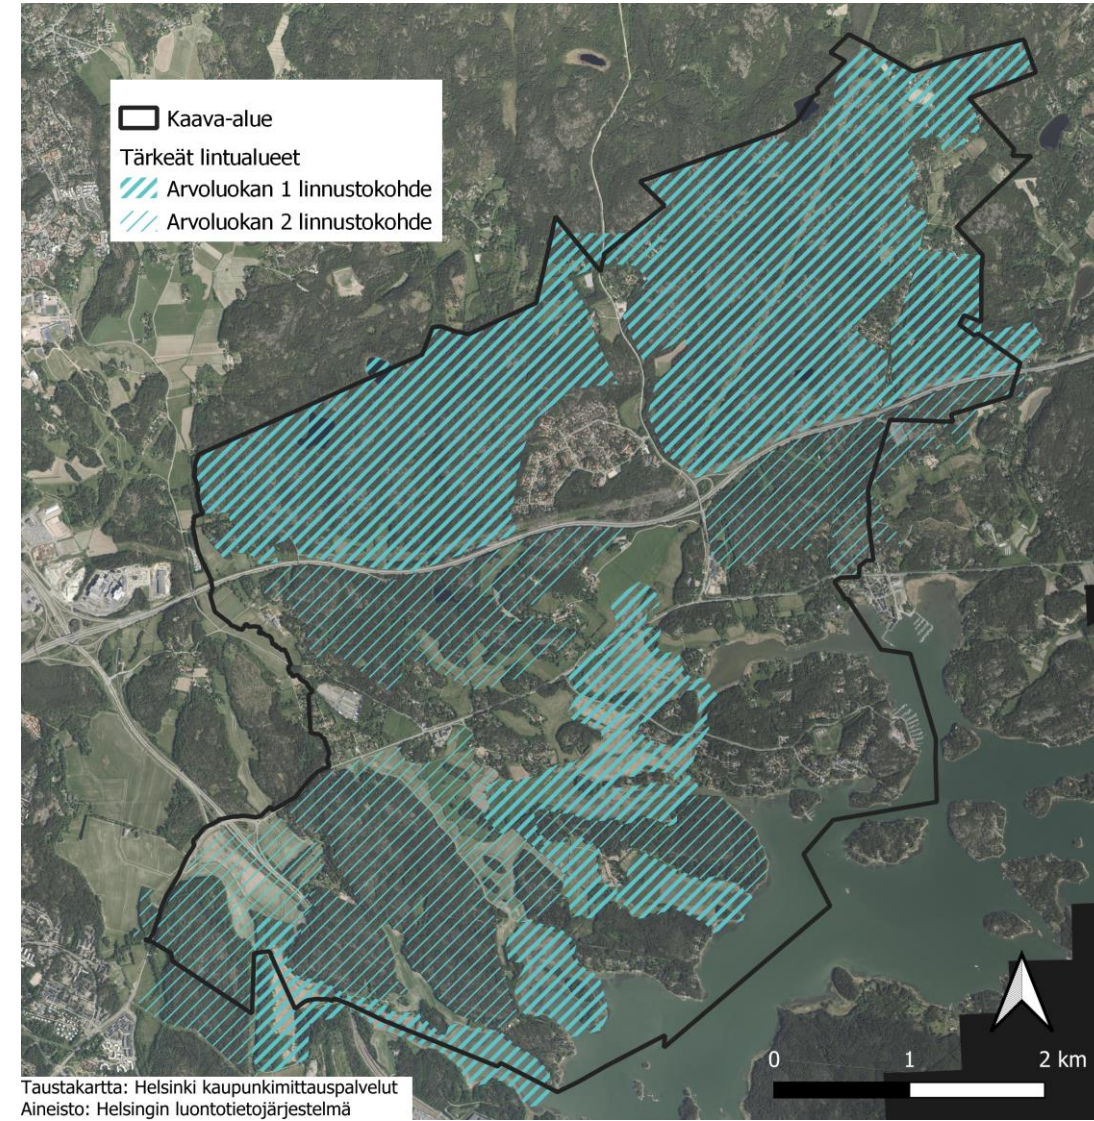 Kaava-alue
Tärkeät lintualueet
Arvoluokan 1 linnustokohde
Arvoluokan 2 linnustokohde
0 1 2 km
Taustakartta: Helsinki kaupunkimittauspalvelut
Aineisto: Helsingin luontotietojärjestelmä